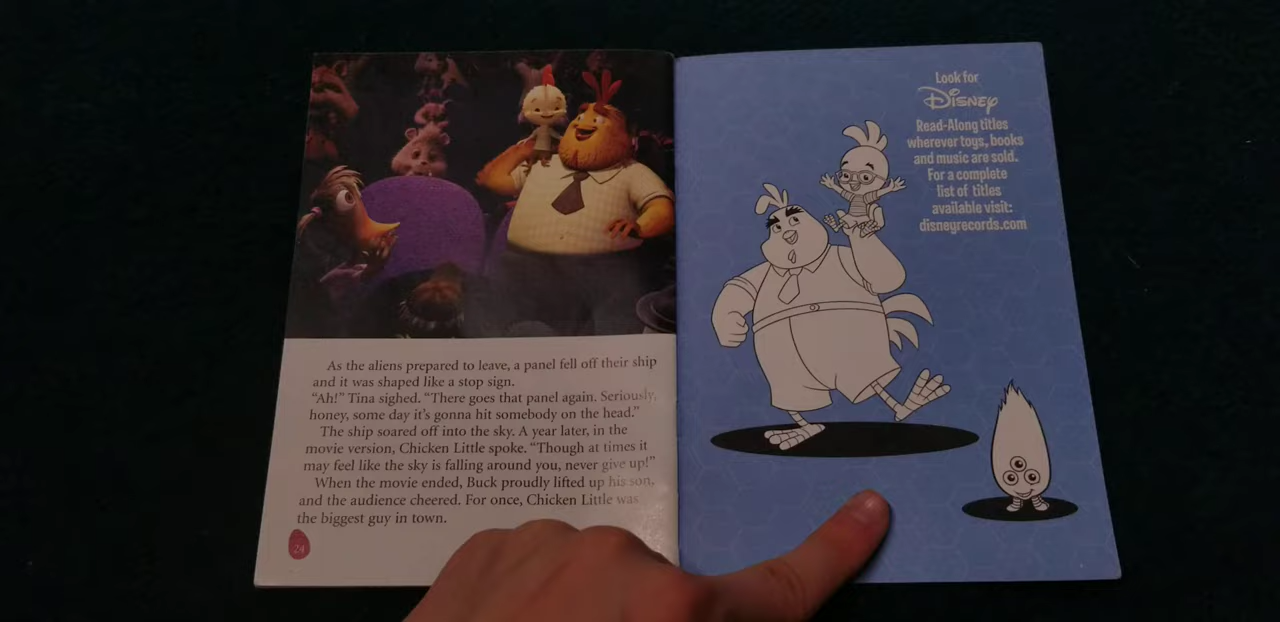 As the aliens prepared to leave, a panel fell off their ship
and it was shaped like a stop sign.
“Ah!” Tina sighed. “There goes that panel again. Seriously,
honey, some day it's gonna hit somebody on the head.”
The ship soared off into the sky. A year later, in the
movie version, Chicken Little spoke. “Though at times it
may feel like the sky is falling around you, never give up!”
When the movie ended, Buck proudly lifted up his son,
and the audience cheered. For once, Chicken Little was
the biggest guy in town.
24
Look for
Disney
Read-Along titles
wherever toys, books
and music are sold.
For a complete
list of titles
available visit:
disneyrecords.com